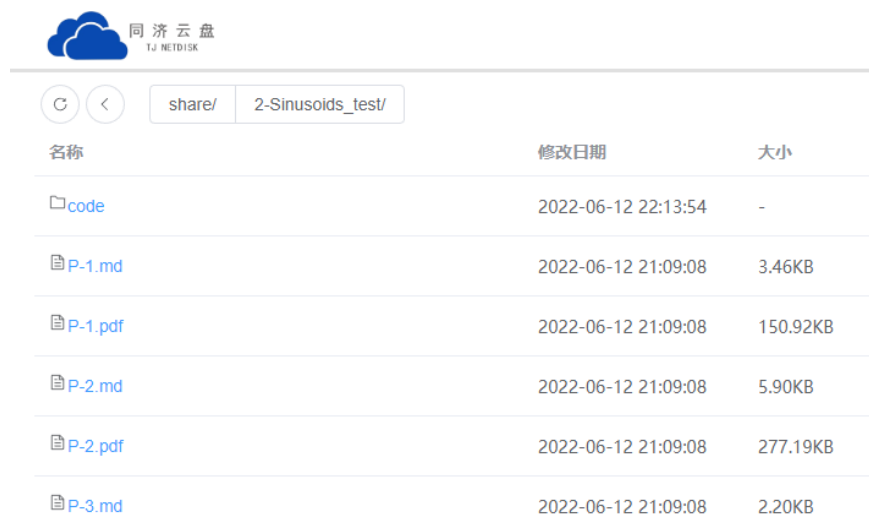 同济云盘
TJ NETDISK
share/ 2-Sinusoids_test/
名称 修改日期 大小
code 2022-06-12 22:13:54 -
P-1.md 2022-06-12 21:09:08 3.46KB
P-1.pdf 2022-06-12 21:09:08 150.92KB
P-2.md 2022-06-12 21:09:08 5.90KB
P-2.pdf 2022-06-12 21:09:08 277.19KB
P-3.md 2022-06-12 21:09:08 2.20KB